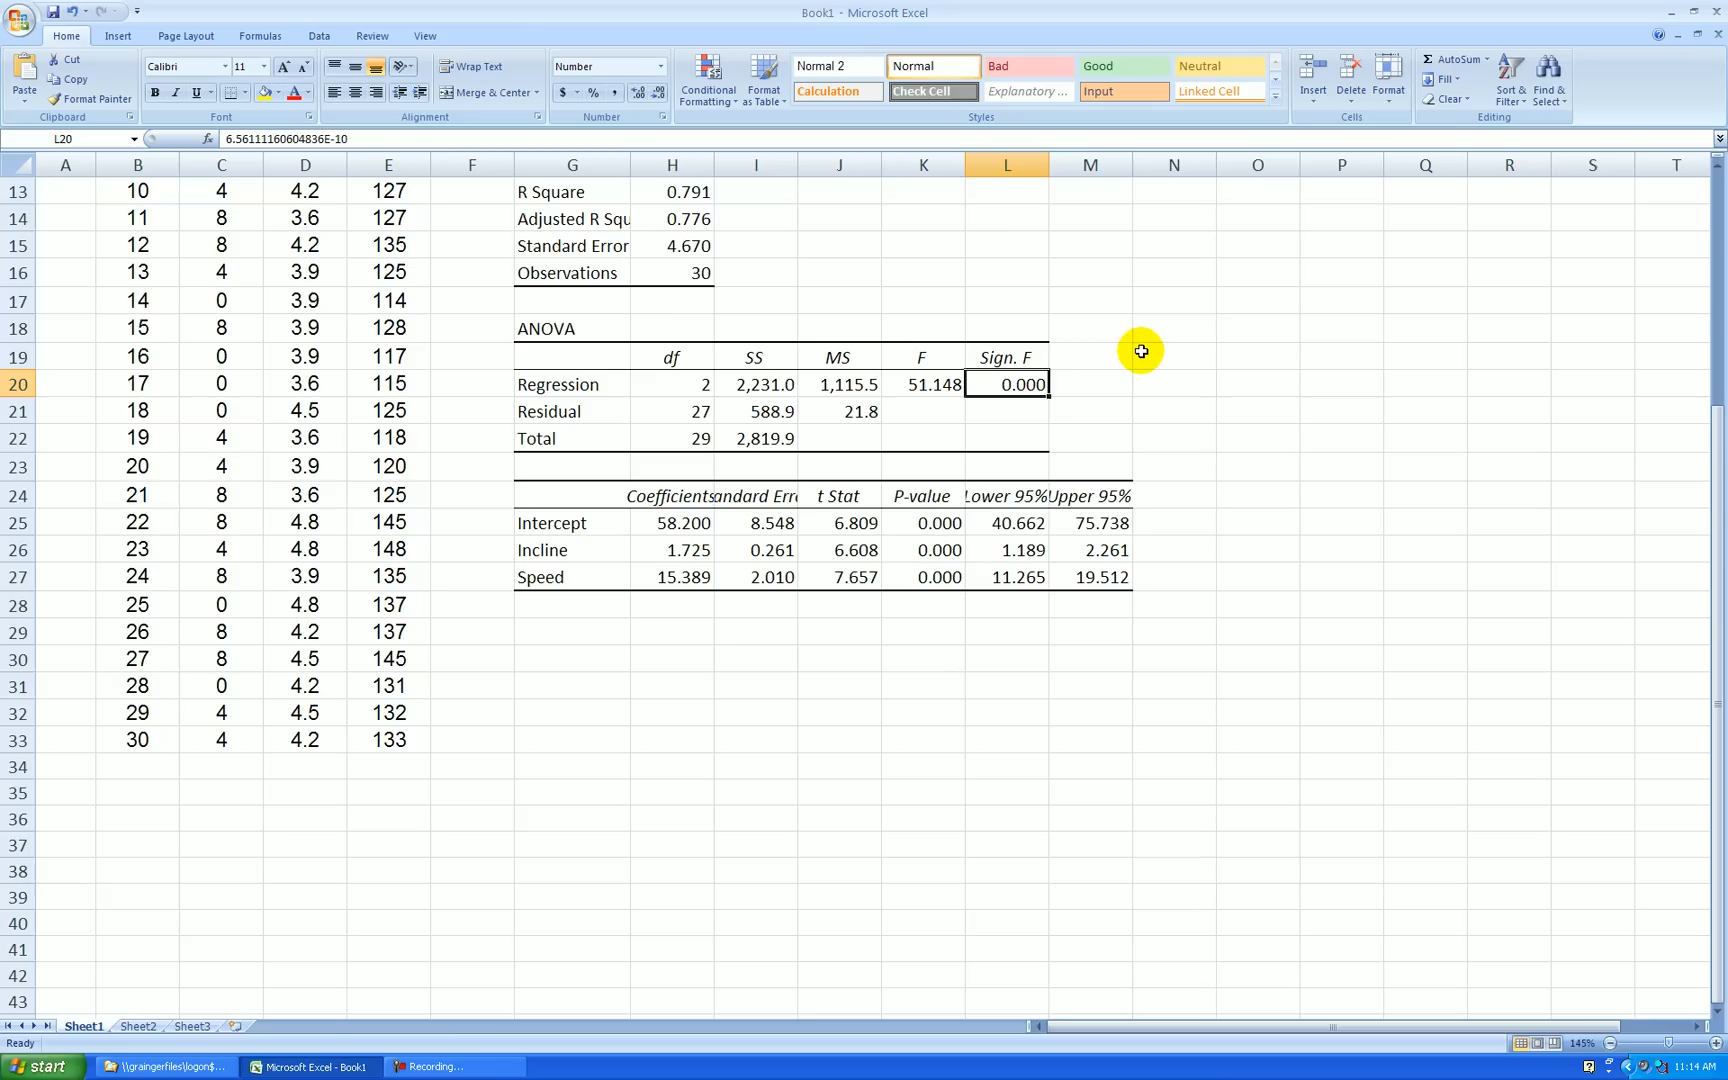 Book1 - Microsoft Excel
Home Insert Page Layout Formulas Data Review View
Paste Cut Copy Format Painter Clipboard
Calibri 11 A A B I U A Font
Wrap Text Merge & Center Alignment
Number $ % , Number
Conditional Formatting Format as Table Normal 2 Normal Bad Good Neutral
Calculation Check Cell Explanatory ... Input Linked Cell Styles
Insert Delete Format Cells
Σ AutoSum Fill Clear Sort & Filter Find & Select Editing
L20 fx 6.56111160604836E-10
A B C D E F G H I J K L M N O P Q R S T
13 10 4 4.2 127 R Square 0.791
14 11 8 3.6 127 Adjusted R Squ 0.776
15 12 8 4.2 135 Standard Error 4.670
16 13 4 3.9 125 Observations 30
17 14 0 3.9 114
18 15 8 3.9 128 ANOVA
19 16 0 3.9 117 df SS MS F Sign. F
20 17 0 3.6 115 Regression 2 2,231.0 1,115.5 51.148 0.000
21 18 0 4.5 125 Residual 27 588.9 21.8
22 19 4 3.6 118 Total 29 2,819.9
23 20 4 3.9 120
24 21 8 3.6 125 Coefficients andard Erro t Stat P-value Lower 95% Upper 95%
25 22 8 4.8 145 Intercept 58.200 8.548 6.809 0.000 40.662 75.738
26 23 4 4.8 148 Incline 1.725 0.261 6.608 0.000 1.189 2.261
27 24 8 3.9 135 Speed 15.389 2.010 7.657 0.000 11.265 19.512
28 25 0 4.8 137
29 26 8 4.2 137
30 27 8 4.5 145
31 28 0 4.2 131
32 29 4 4.5 132
33 30 4 4.2 133
34
35
36
37
38
39
40
41
42
43
Sheet1 Sheet2 Sheet3
Ready 145%
start \\graingerfiles\logon$... Microsoft Excel - Book1 Recording... 11:14 AM